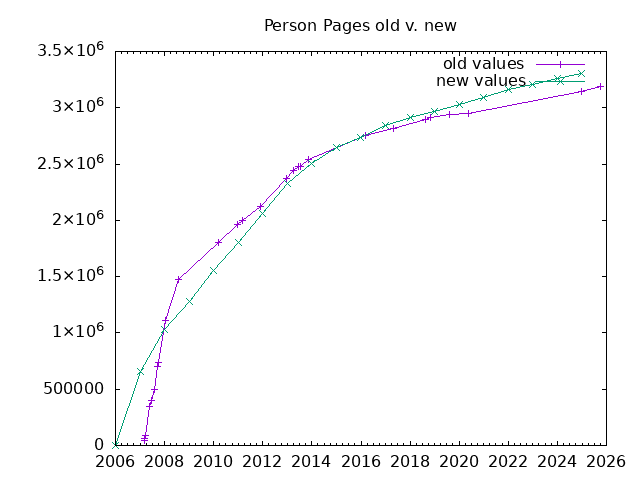 Person Pages old v. new
old values
new values
3.5×10⁶
3×10⁶
2.5×10⁶
2×10⁶
1.5×10⁶
1×10⁶
500000
0
2006 2008 2010 2012 2014 2016 2018 2020 2022 2024 2026